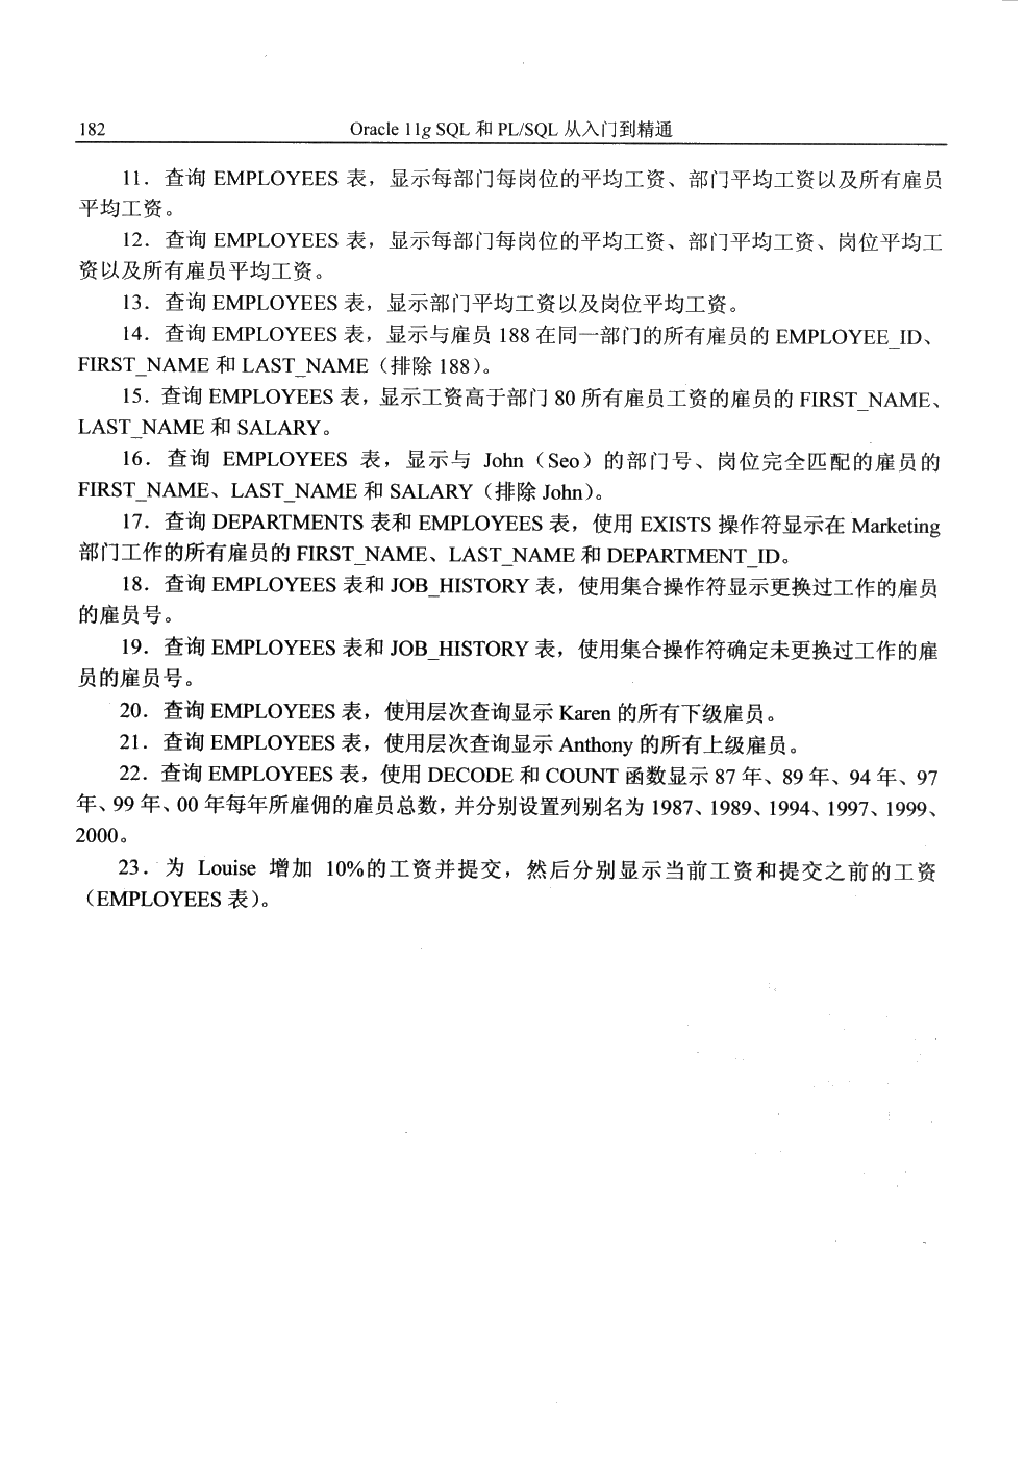 182 Oracle 11g SQL 和 PL/SQL 从入门到精通
11．查询 EMPLOYEES 表，显示每部门每岗位的平均工资、部门平均工资以及所有雇员
平均工资。
12．查询 EMPLOYEES 表，显示每部门每岗位的平均工资、部门平均工资、岗位平均工
资以及所有雇员平均工资。
13．查询 EMPLOYEES 表，显示部门平均工资以及岗位平均工资。
14．查询 EMPLOYEES 表，显示与雇员 188 在同一部门的所有雇员的 EMPLOYEE_ID、
FIRST_NAME 和 LAST_NAME（排除 188）。
15．查询 EMPLOYEES 表，显示工资高于部门 80 所有雇员工资的雇员的 FIRST_NAME、
LAST_NAME 和 SALARY。
16．查询 EMPLOYEES 表，显示与 John（Seo）的部门号、岗位完全匹配的雇员的
FIRST_NAME、LAST_NAME 和 SALARY（排除 John）。
17．查询 DEPARTMENTS 表和 EMPLOYEES 表，使用 EXISTS 操作符显示在 Marketing
部门工作的所有雇员的 FIRST_NAME、LAST_NAME 和 DEPARTMENT_ID。
18．查询 EMPLOYEES 表和 JOB_HISTORY 表，使用集合操作符显示更换过工作的雇员
的雇员号。
19．查询 EMPLOYEES 表和 JOB_HISTORY 表，使用集合操作符确定未更换过工作的雇
员的雇员号。
20．查询 EMPLOYEES 表，使用层次查询显示 Karen 的所有下级雇员。
21．查询 EMPLOYEES 表，使用层次查询显示 Anthony 的所有上级雇员。
22．查询 EMPLOYEES 表，使用 DECODE 和 COUNT 函数显示 87 年、89 年、94 年、97
年、99 年、00 年每年所雇佣的雇员总数，并分别设置列别名为 1987、1989、1994、1997、1999、
2000。
23．为 Louise 增加 10%的工资并提交，然后分别显示当前工资和提交之前的工资
（EMPLOYEES 表）。